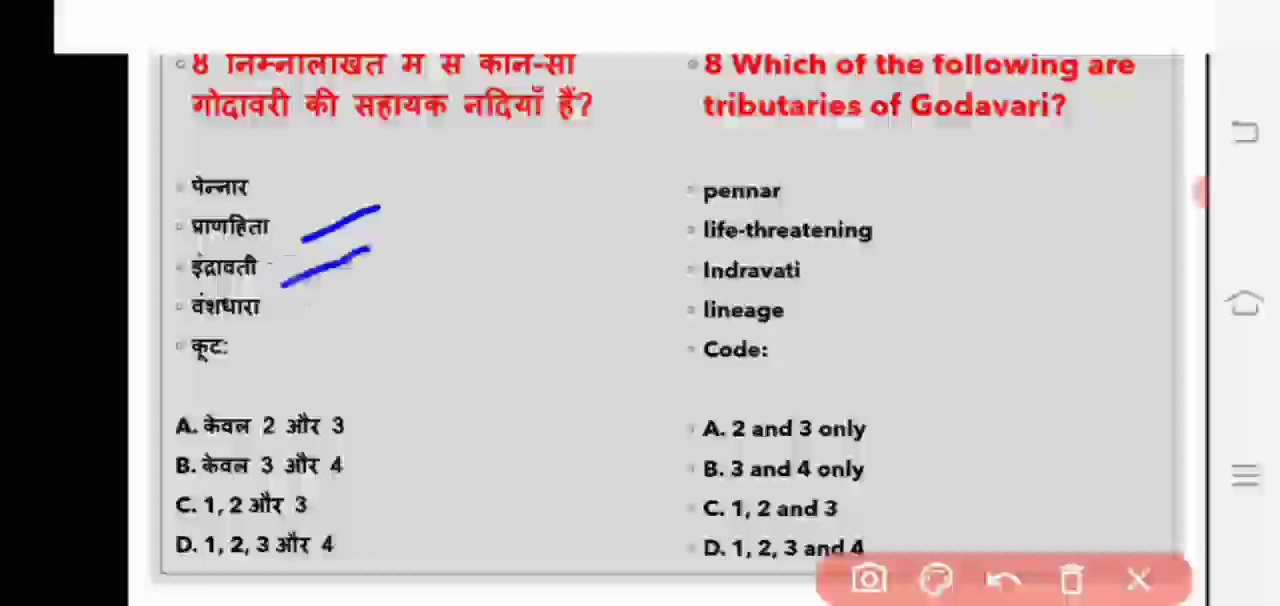 8 निम्नलिखित में से कौन-सी
गोदावरी की सहायक नदियाँ हैं?
पेन्नार
प्राणहिता
इंद्रावती
वंशधारा
कूट:
A. केवल 2 और 3
B. केवल 3 और 4
C. 1, 2 और 3
D. 1, 2, 3 और 4
8 Which of the following are
tributaries of Godavari?
pennar
life-threatening
Indravati
lineage
Code:
A. 2 and 3 only
B. 3 and 4 only
C. 1, 2 and 3
D. 1, 2, 3 and 4